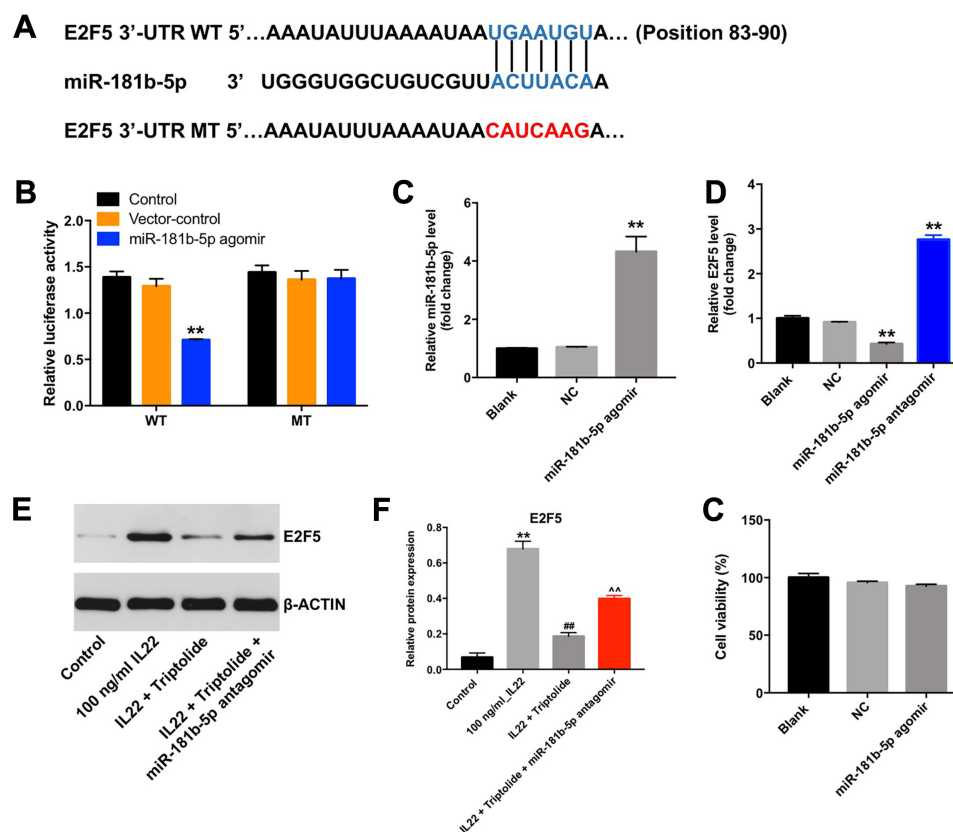 A
E2F5 3’-UTR WT 5’…AAAUAUUUAAAAUAAUGAAUGUA… (Position 83-90)
miR-181b-5p 3’ UGGGUGGCUGUCGUUACUUACAA
E2F5 3’-UTR MT 5’…AAAUAUUUAAAAUAACAUCAAGA…
B
Control
Vector-control
miR-181b-5p agomir
Relative luciferase activity
2.0
1.5
1.0
0.5
0.0
**
WT
MT
C
Relative miR-181b-5p level
(fold change)
6
4
2
0
**
Blank
NC
miR-181b-5p agomir
D
Relative E2F5 level
(fold change)
4
3
2
1
0
**
**
Blank
NC
miR-181b-5p agomir
miR-181b-5p antagomir
E
E2F5
β-ACTIN
Control
100 ng/ml IL22
IL22 + Triptolide
IL22 + Triptolide +
miR-181b-5p antagomir
F
E2F5
Relative protein expression
0.8
0.6
0.4
0.2
0.0
**
##
^^
Control
100 ng/ml_IL22
IL22 + Triptolide
IL22 + Triptolide + miR-181b-5p antagomir
C
Cell viability (%)
150
100
50
0
Blank
NC
miR-181b-5p agomir